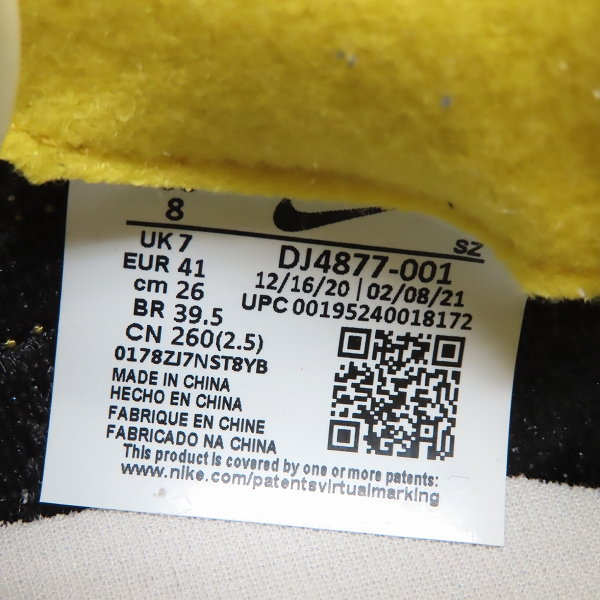 8
SZ
UK 7
DJ4877-001
EUR 41
12/16/20 | 02/08/21
cm 26
UPC 00195240018172
BR 39.5
CN 260(2.5)
0178ZJ7NST8YB
MADE IN CHINA
HECHO EN CHINA
FABRIQUE EN CHINE
FABRICADO NA CHINA
This product is covered by one or more patents:
www.nike.com/patentsvirtualmarking